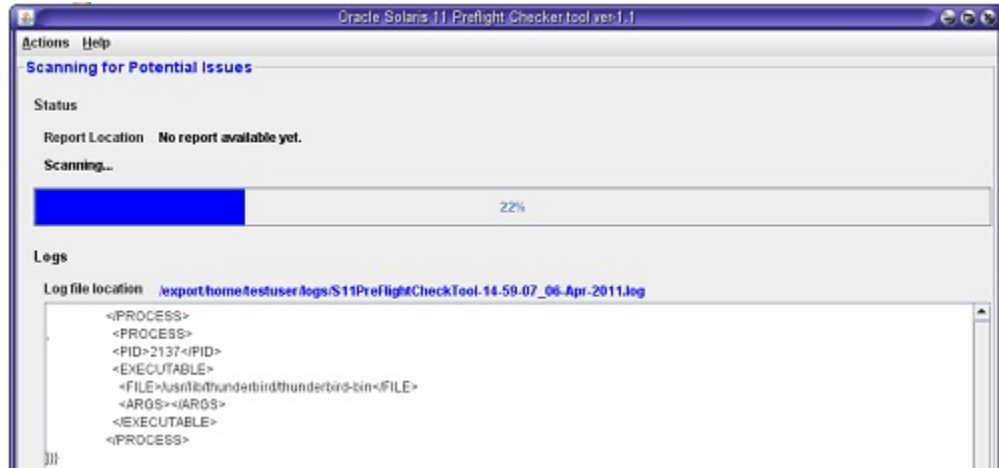 Oracle Solaris 11 Preflight Checker tool ver-1.1
Actions Help
Scanning for Potential Issues
Status
Report Location No report available yet.
Scanning...
22%
Logs
Log file location /export/home/testuser/logs/S11PreFlightCheckTool-14-59-07_06-Apr-2011.log
</PROCESS>
, <PROCESS>
<PID>2137</PID>
<EXECUTABLE>
<FILE>/usr/lib/thunderbird/thunderbird-bin</FILE>
<ARGS></ARGS>
</EXECUTABLE>
</PROCESS>
]}}